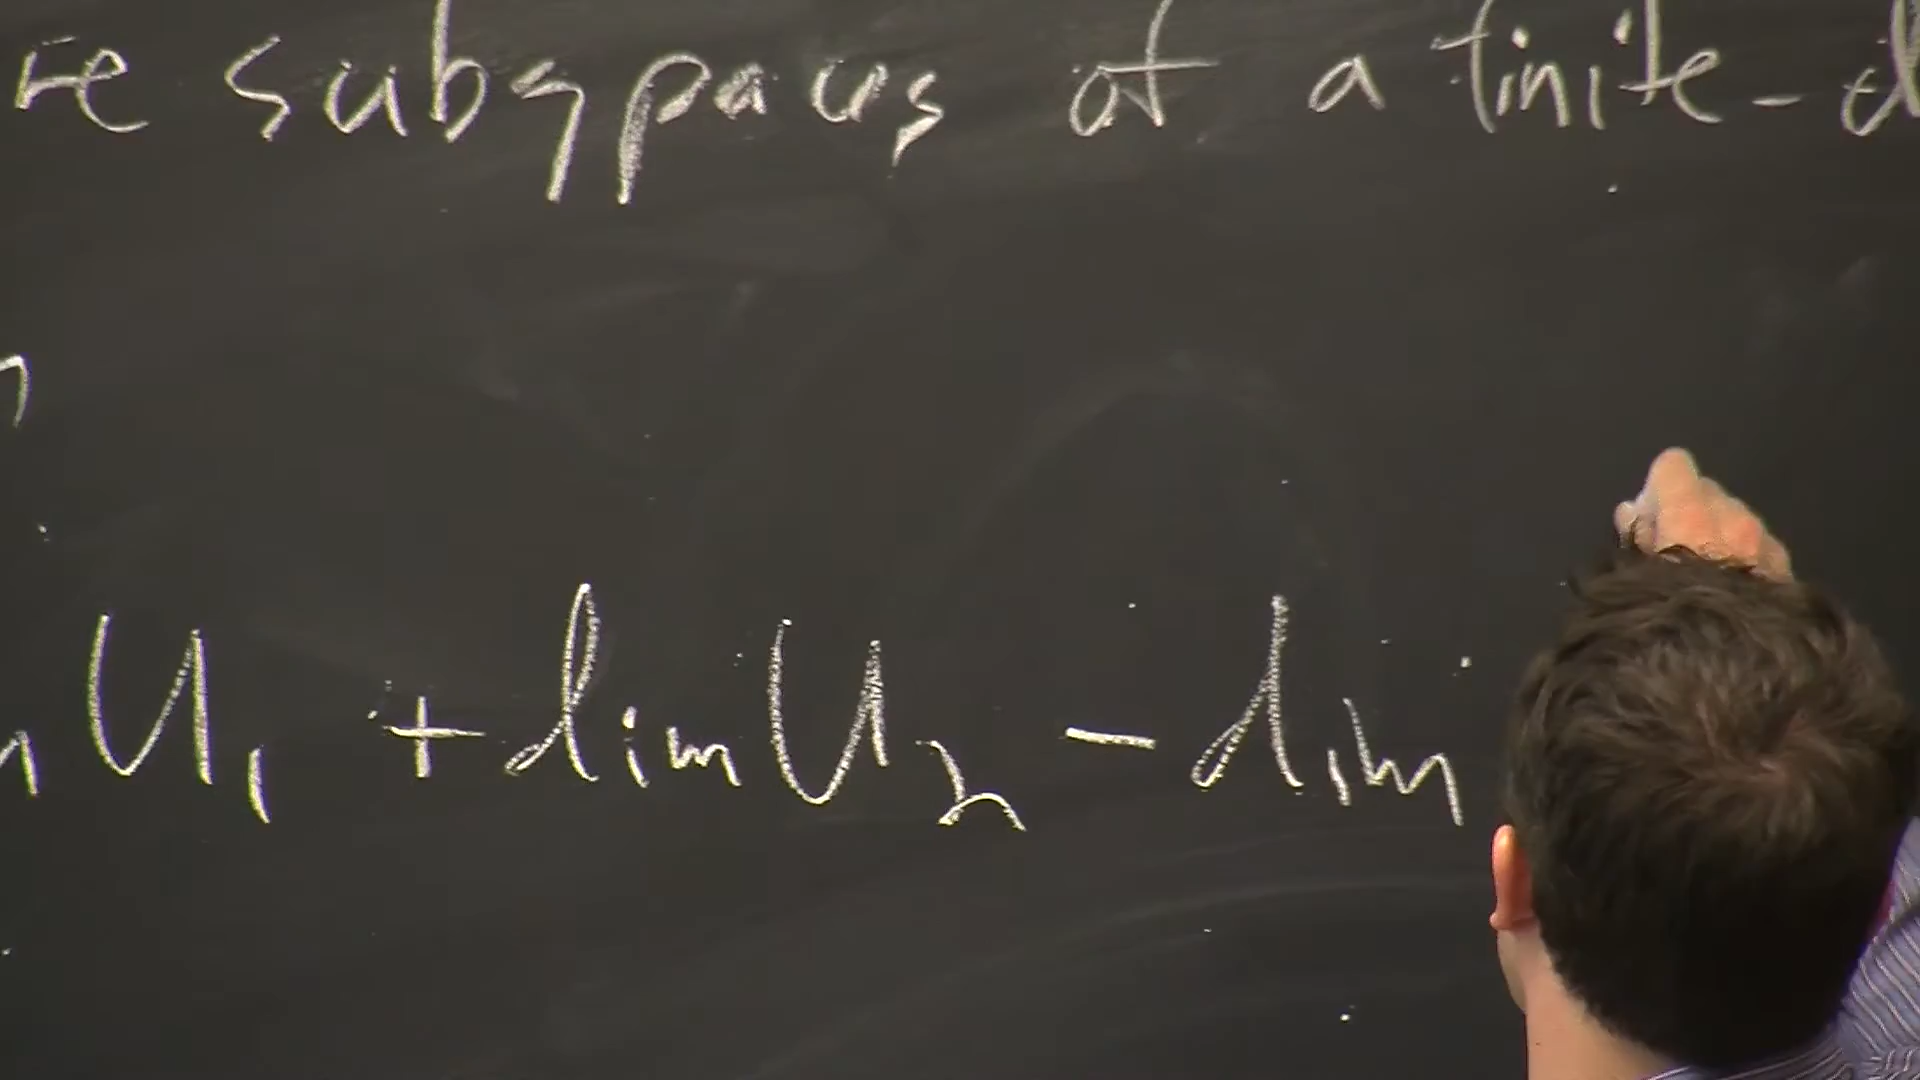 re subspaces of a finite-d
n
m U₁ + dim U₂ - dim